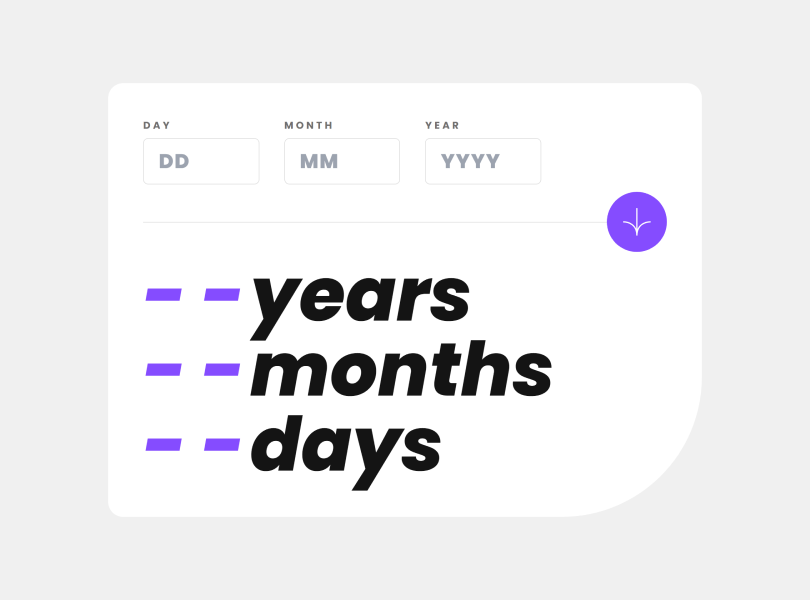 DAY MONTH YEAR
DD MM YYYY
- - years
- - months
- - days